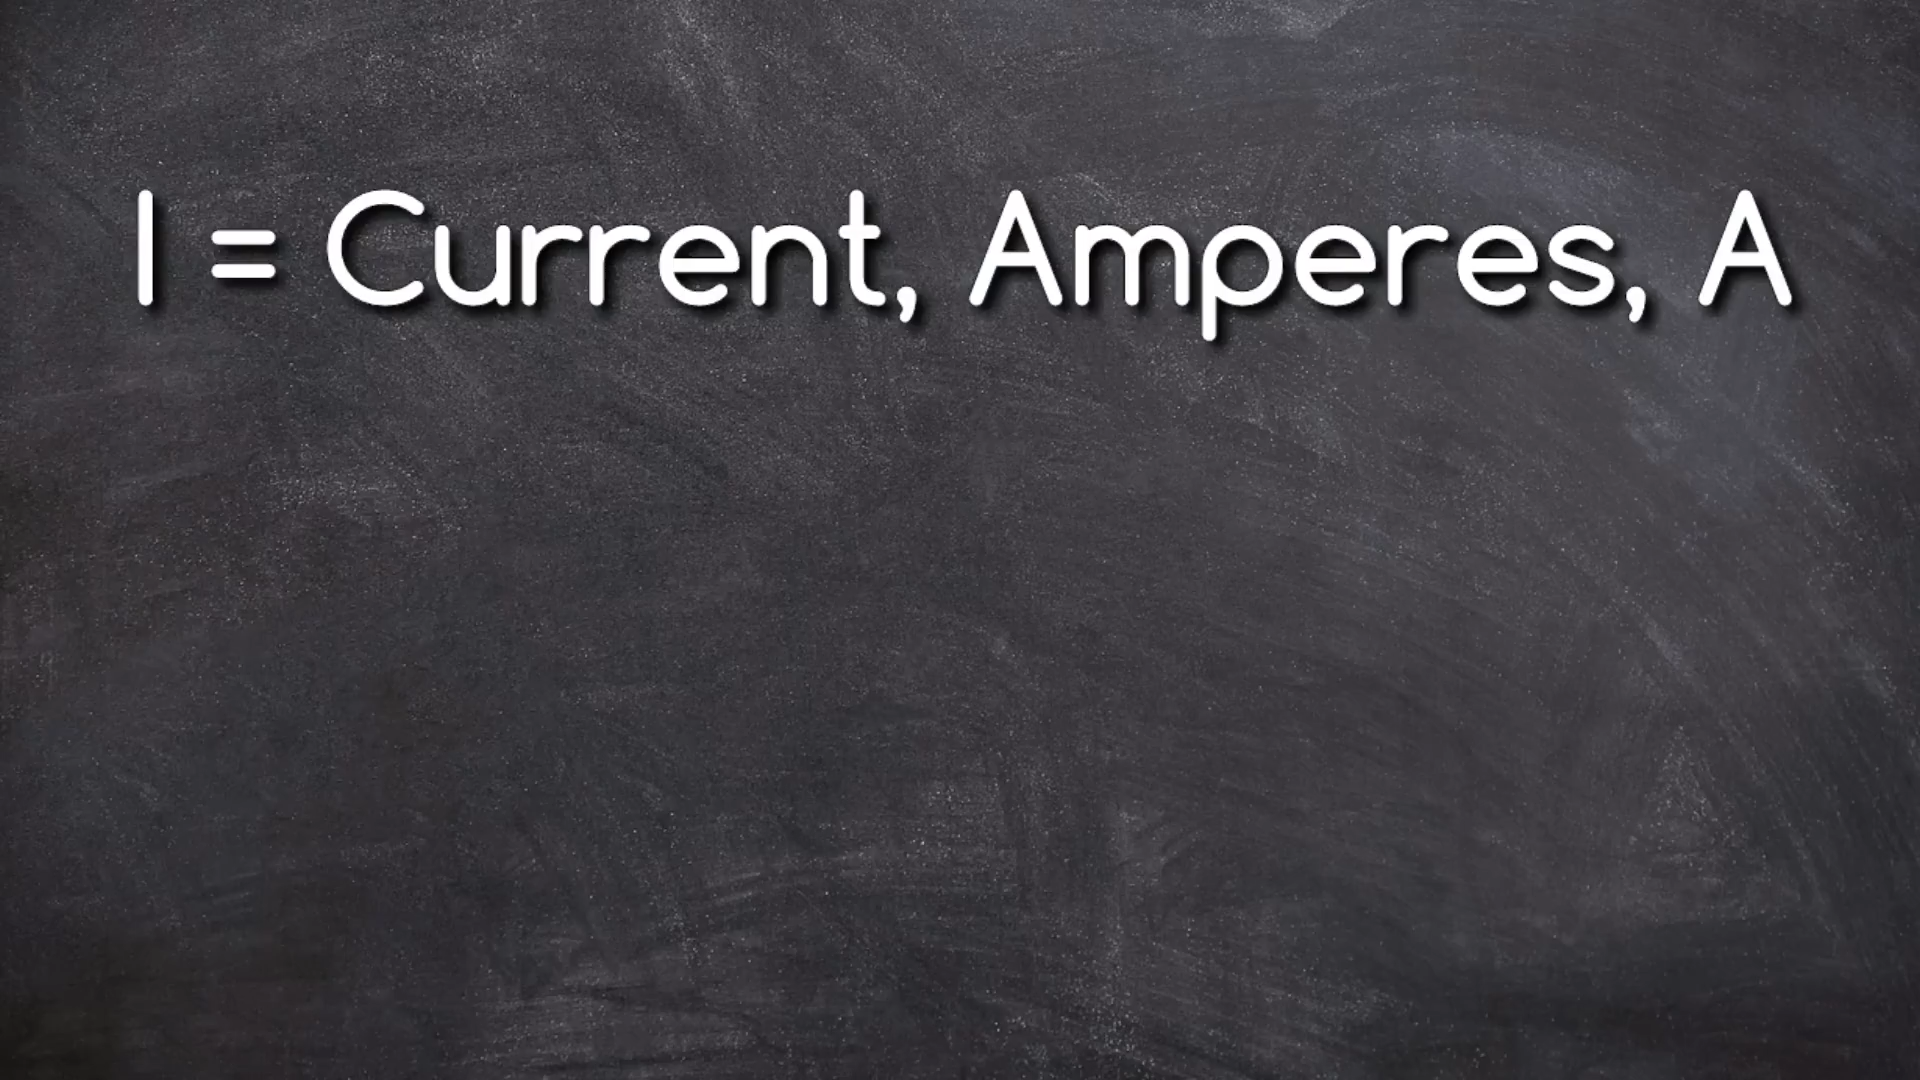 I = Current, Amperes, A